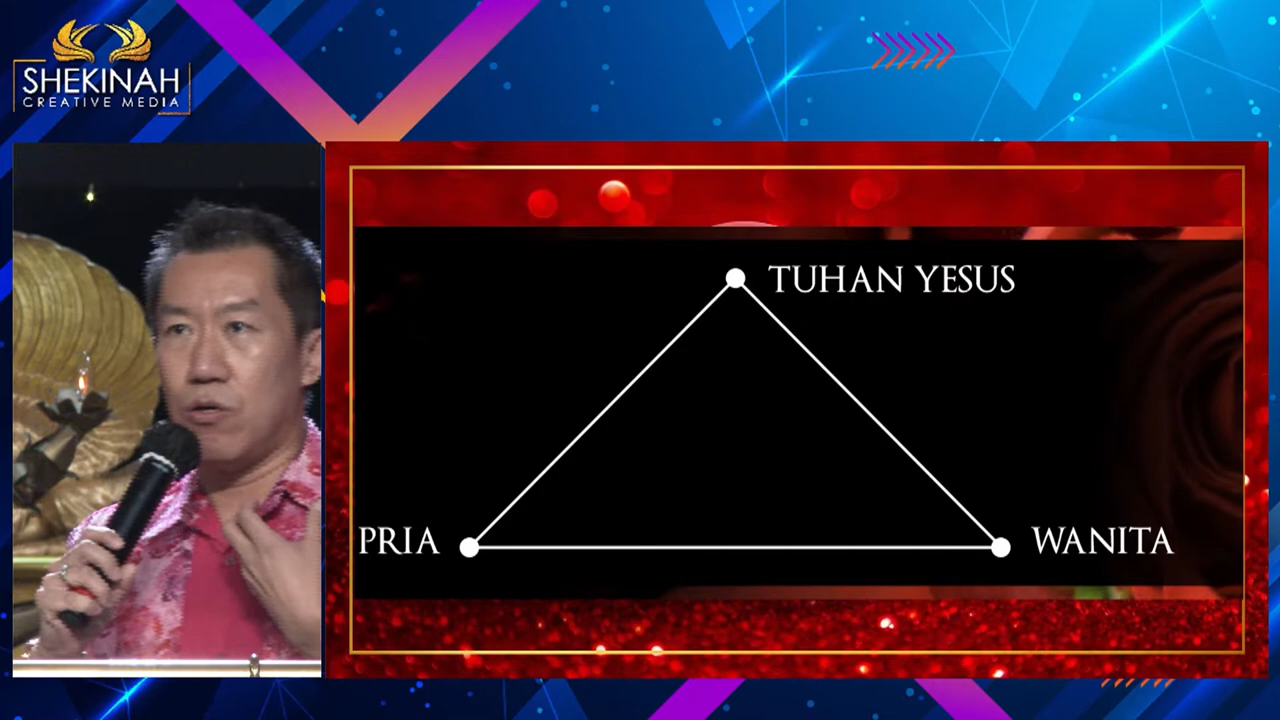 SHEKINAH
CREATIVE MEDIA
TUHAN YESUS
PRIA
WANITA